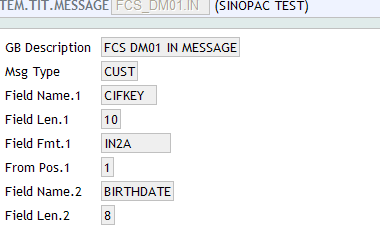 TEM.TIT.MESSAGE FCS_DM01.IN (SINOPAC TEST)
GB Description FCS DM01 IN MESSAGE
Msg Type CUST
Field Name.1 CIFKEY
Field Len.1 10
Field Fmt.1 IN2A
From Pos.1 1
Field Name.2 BIRTHDATE
Field Len.2 8